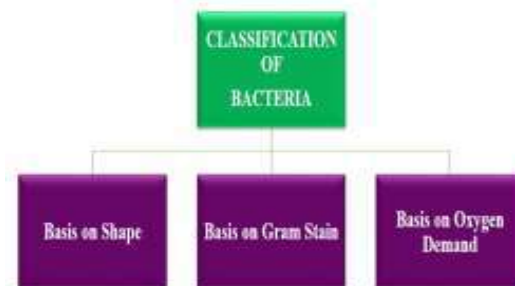 CLASSIFICATION
OF
BACTERIA
Basis on Shape
Basis on Gram Stain
Basis on Oxygen
Demand